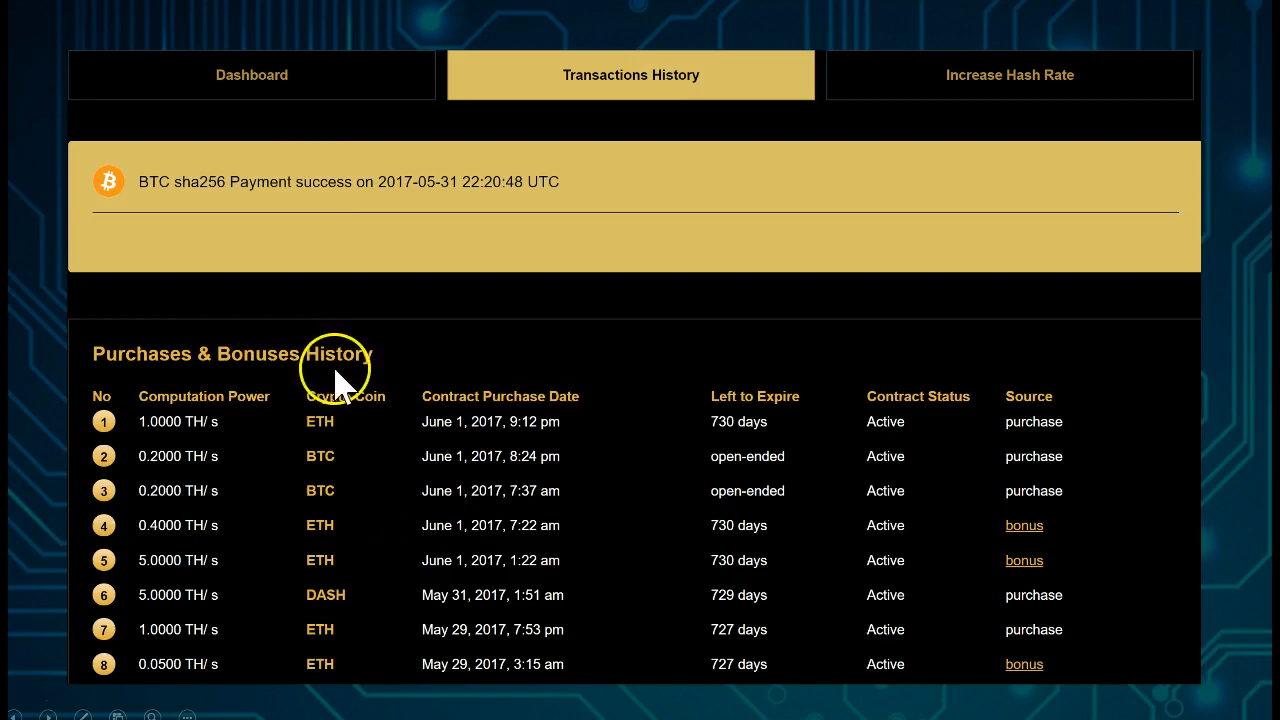 Dashboard
Transactions History
Increase Hash Rate
BTC sha256 Payment success on 2017-05-31 22:20:48 UTC
Purchases & Bonuses History
No Computation Power Crypto Coin Contract Purchase Date Left to Expire Contract Status Source
1 1.0000 TH/ s ETH June 1, 2017, 9:12 pm 730 days Active purchase
2 0.2000 TH/ s BTC June 1, 2017, 8:24 pm open-ended Active purchase
3 0.2000 TH/ s BTC June 1, 2017, 7:37 am open-ended Active purchase
4 0.4000 TH/ s ETH June 1, 2017, 7:22 am 730 days Active bonus
5 5.0000 TH/ s ETH June 1, 2017, 1:22 am 730 days Active bonus
6 5.0000 TH/ s DASH May 31, 2017, 1:51 am 729 days Active purchase
7 1.0000 TH/ s ETH May 29, 2017, 7:53 pm 727 days Active purchase
8 0.0500 TH/ s ETH May 29, 2017, 3:15 am 727 days Active bonus